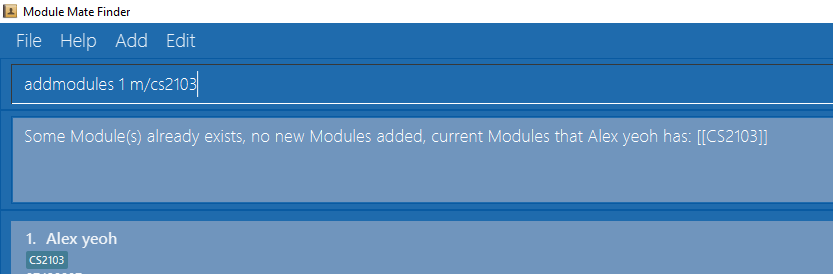 Module Mate Finder
File Help Add Edit
addmodules 1 m/cs2103
Some Module(s) already exists, no new Modules added, current Modules that Alex yeoh has: [[CS2103]]
1. Alex yeoh
CS2103